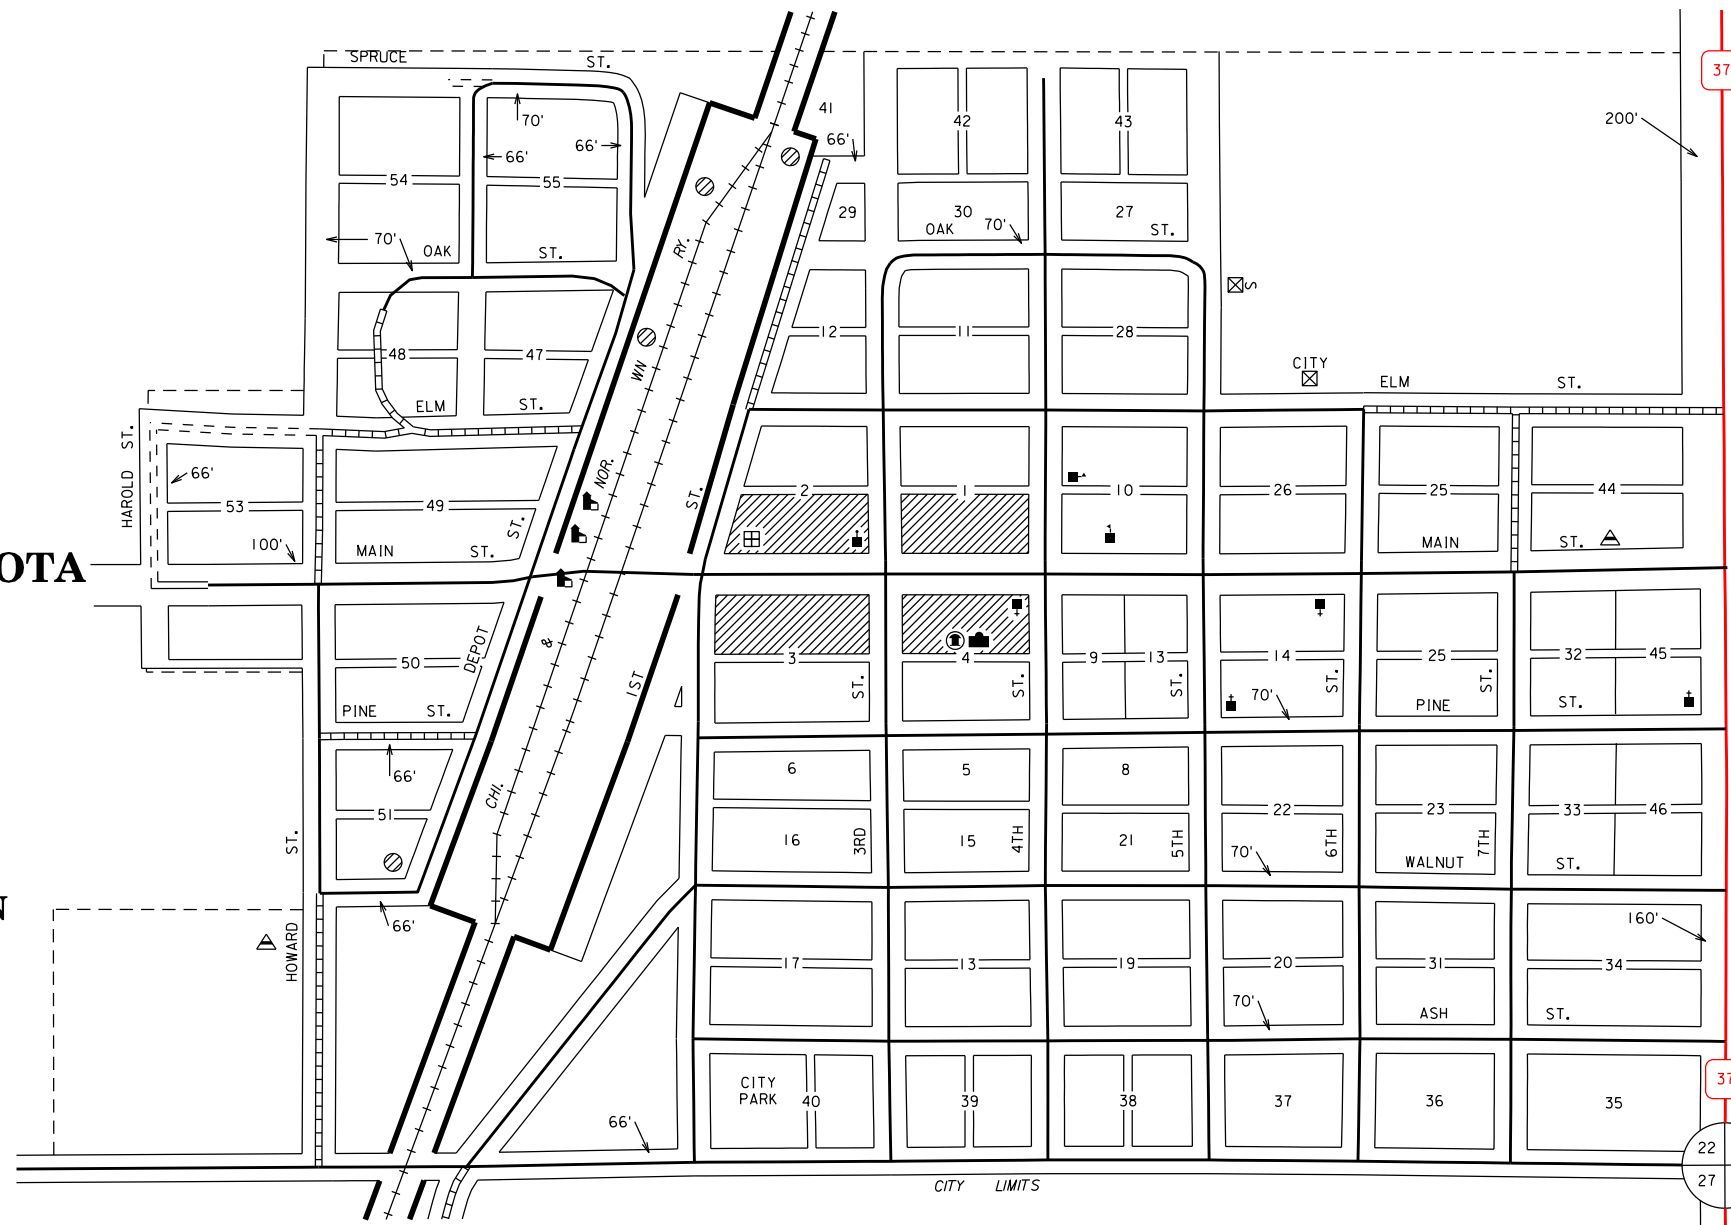 SPRUCE ST.
37
41
42
43
200'
70'
66'
66'
66'
54
55
29
30
27
OAK 70' ST.
70'
OAK ST.
RY.
S
12
11
28
48
47
WN
CITY
ELM ST.
ELM ST.
HAROLD ST.
66'
53
49
NOR.
ST.
2
1
10
26
25
44
100'
MAIN ST.
ST.
MAIN ST.
OTA
&
DEPOT
50
3
4
9
13
14
25
32
45
1ST
ST.
ST.
ST.
ST.
ST.
70'
PINE ST.
PINE ST.
66'
CHI.
6
5
8
51
22
23
33
46
16
15
21
3RD
4TH
5TH
6TH
7TH
ST.
70'
WALNUT ST.
N
66'
HOWARD
160'
17
13
19
20
31
34
70'
ASH ST.
CITY
PARK
40
39
38
37
36
35
37
66'
22
27
CITY LIMITS